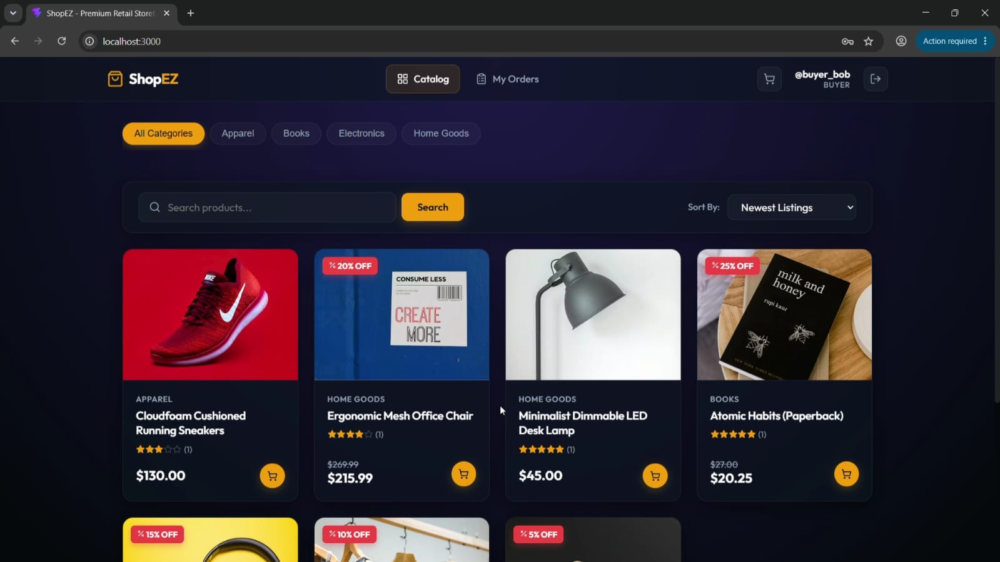 ShopEZ - Premium Retail Storef
localhost:3000
Action required
ShopEZ
Catalog
My Orders
@buyer_bob
BUYER
All Categories
Apparel
Books
Electronics
Home Goods
Search products...
Search
Sort By:
Newest Listings
NIKE
% 20% OFF
CONSUME LESS
CREATE
MORE
% 25% OFF
milk and
honey
rupi kaur
APPAREL
Cloudfoam Cushioned
Running Sneakers
(1)
$130.00
HOME GOODS
Ergonomic Mesh Office Chair
(1)
$269.99
$215.99
HOME GOODS
Minimalist Dimmable LED
Desk Lamp
(1)
$45.00
BOOKS
Atomic Habits (Paperback)
(1)
$27.00
$20.25
% 15% OFF
% 10% OFF
% 5% OFF